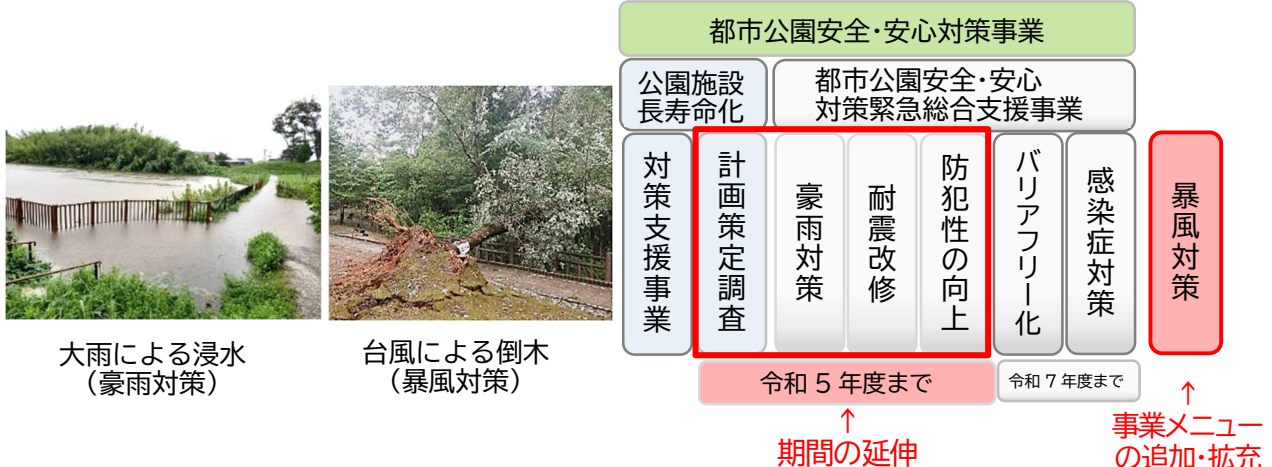 都市公園安全・安心対策事業
公園施設
長寿命化
都市公園安全・安心
対策緊急総合支援事業
対策支援事業
計画策定調査
豪雨対策
耐震改修
防犯性の向上
バリアフリー化
感染症対策
暴風対策
大雨による浸水
（豪雨対策）
台風による倒木
（暴風対策）
令和５年度まで
令和７年度まで
↑
期間の延伸
↑
事業メニュー
の追加・拡充